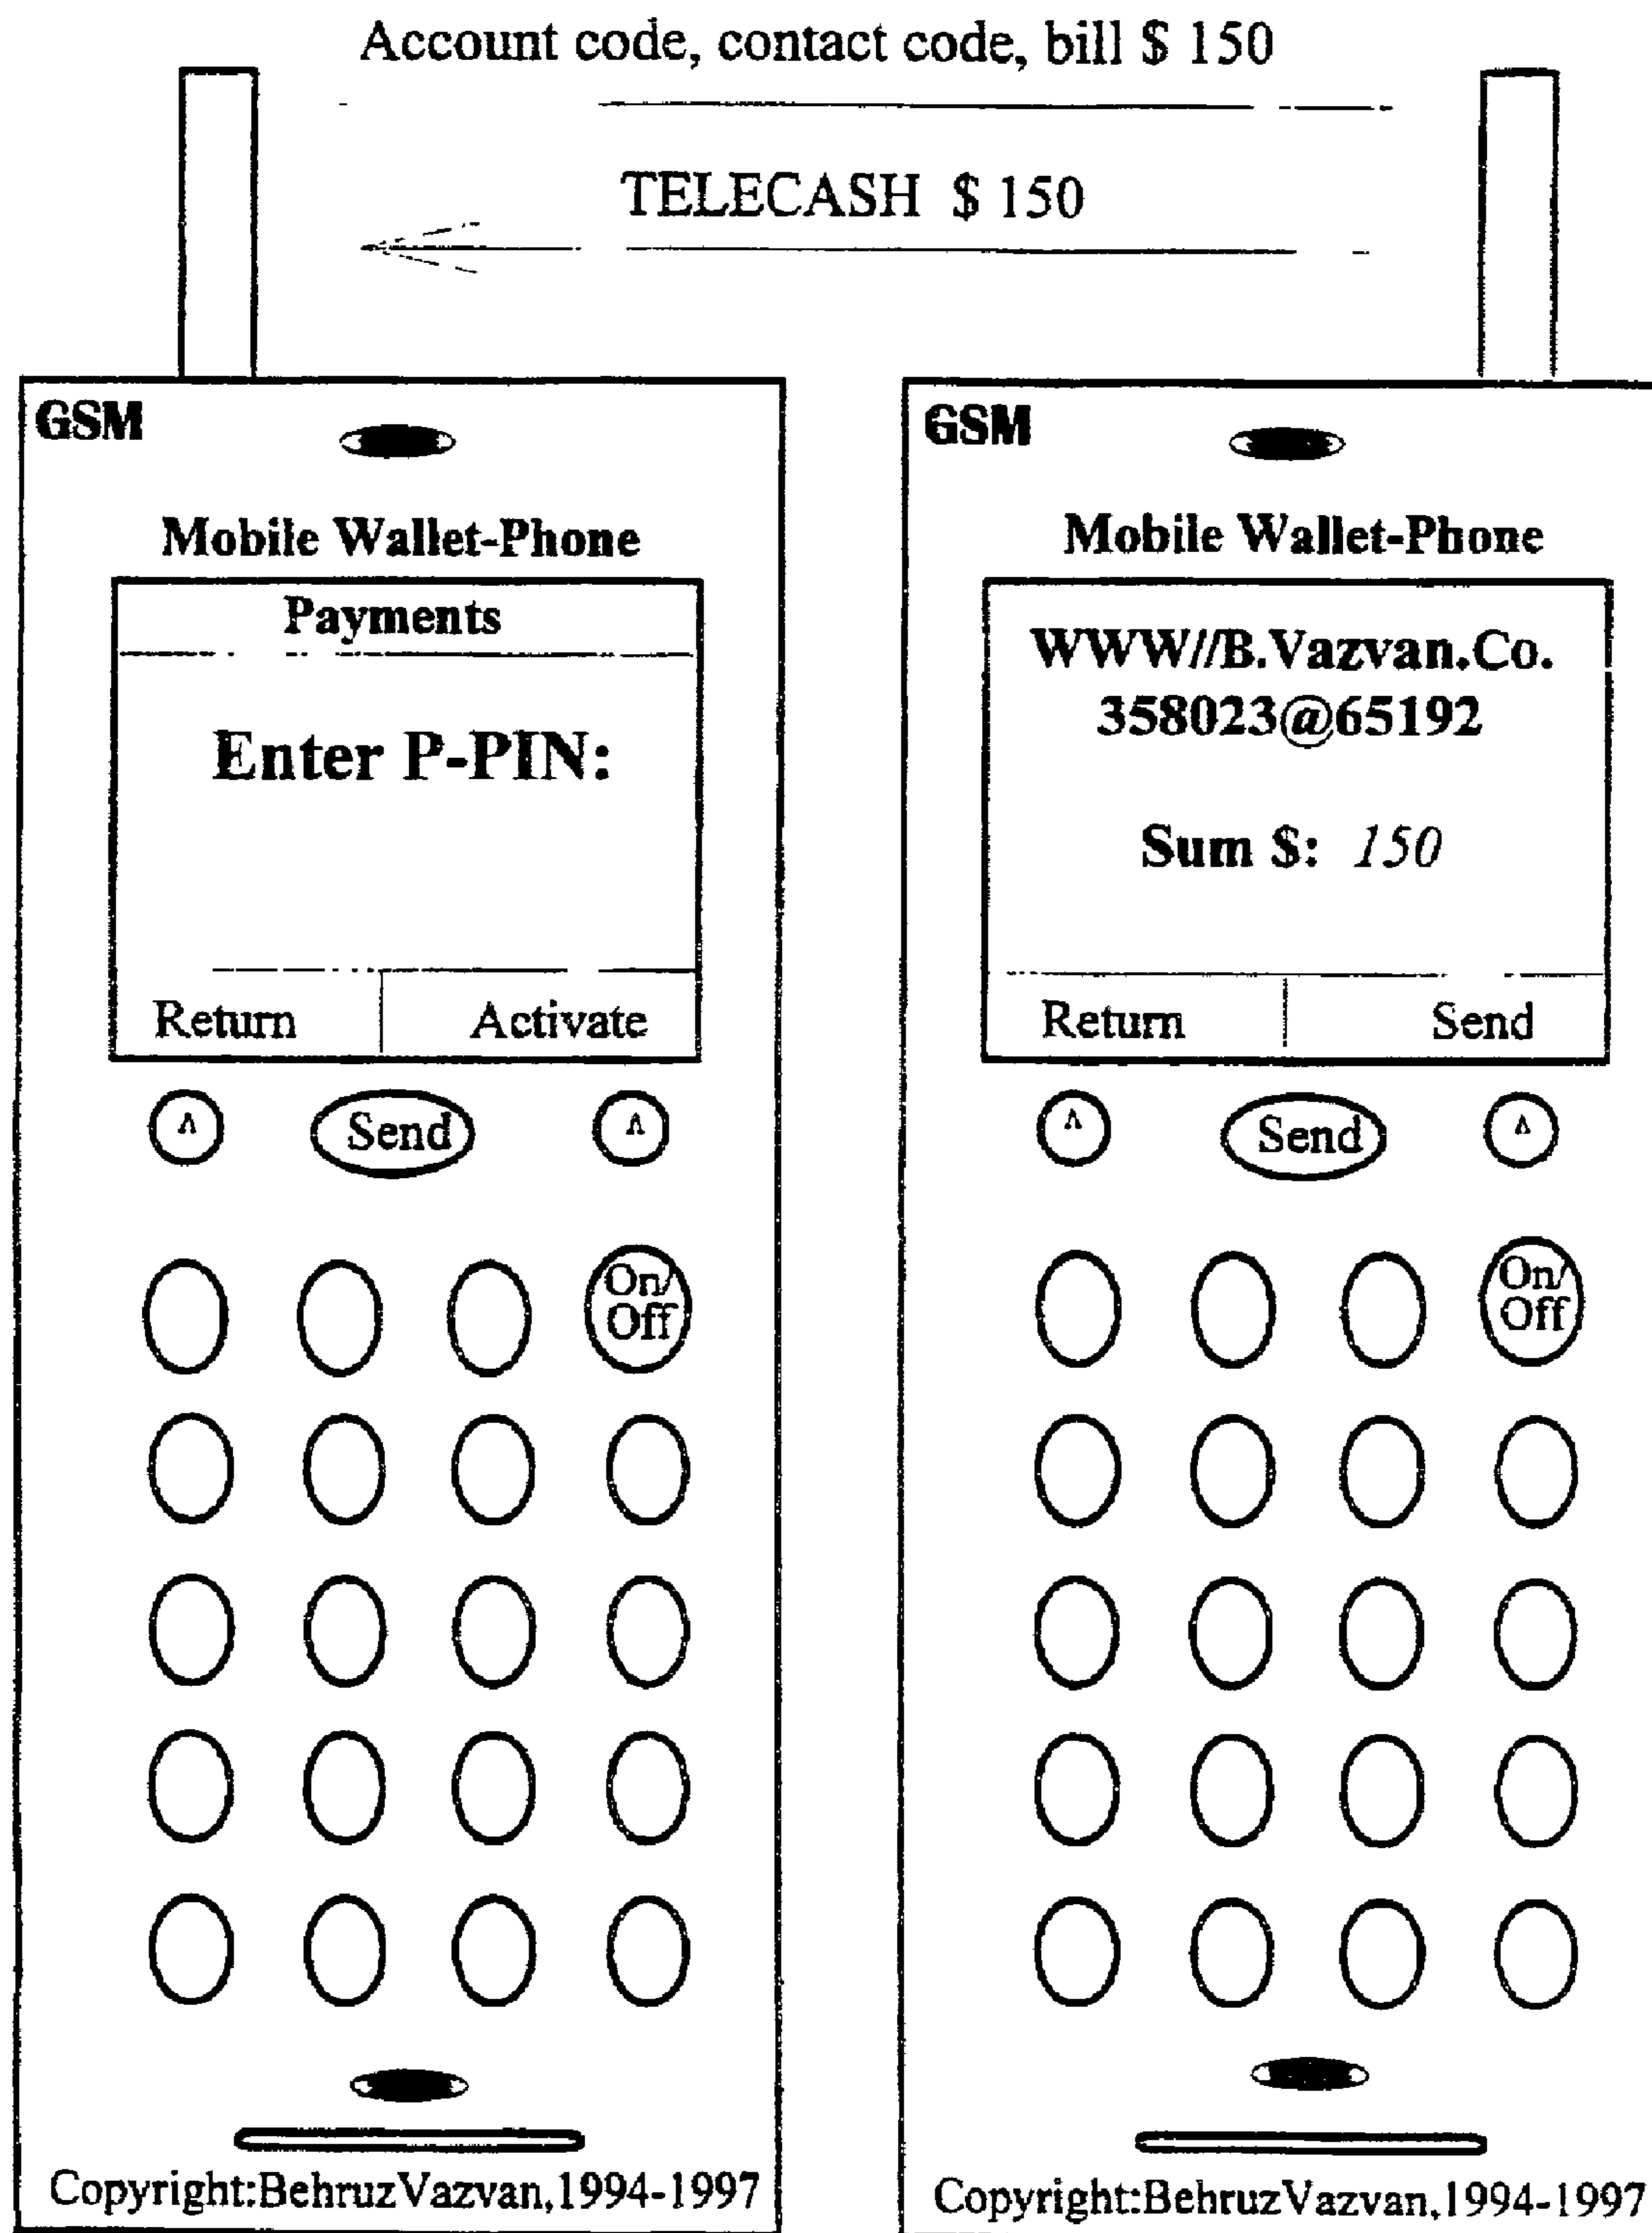 Account code, contact code, bill $ 150
TELECASH $ 150
GSM
Mobile Wallet-Phone
Payments
Enter P-PIN:
Return Activate
^ Send ^
On/
Off
Copyright:BehruzVazvan,1994-1997
GSM
Mobile Wallet-Phone
WWW//B.Vazvan.Co.
358023@65192
Sum $: 150
Return Send
^ Send ^
On/
Off
Copyright:BehruzVazvan,1994-1997